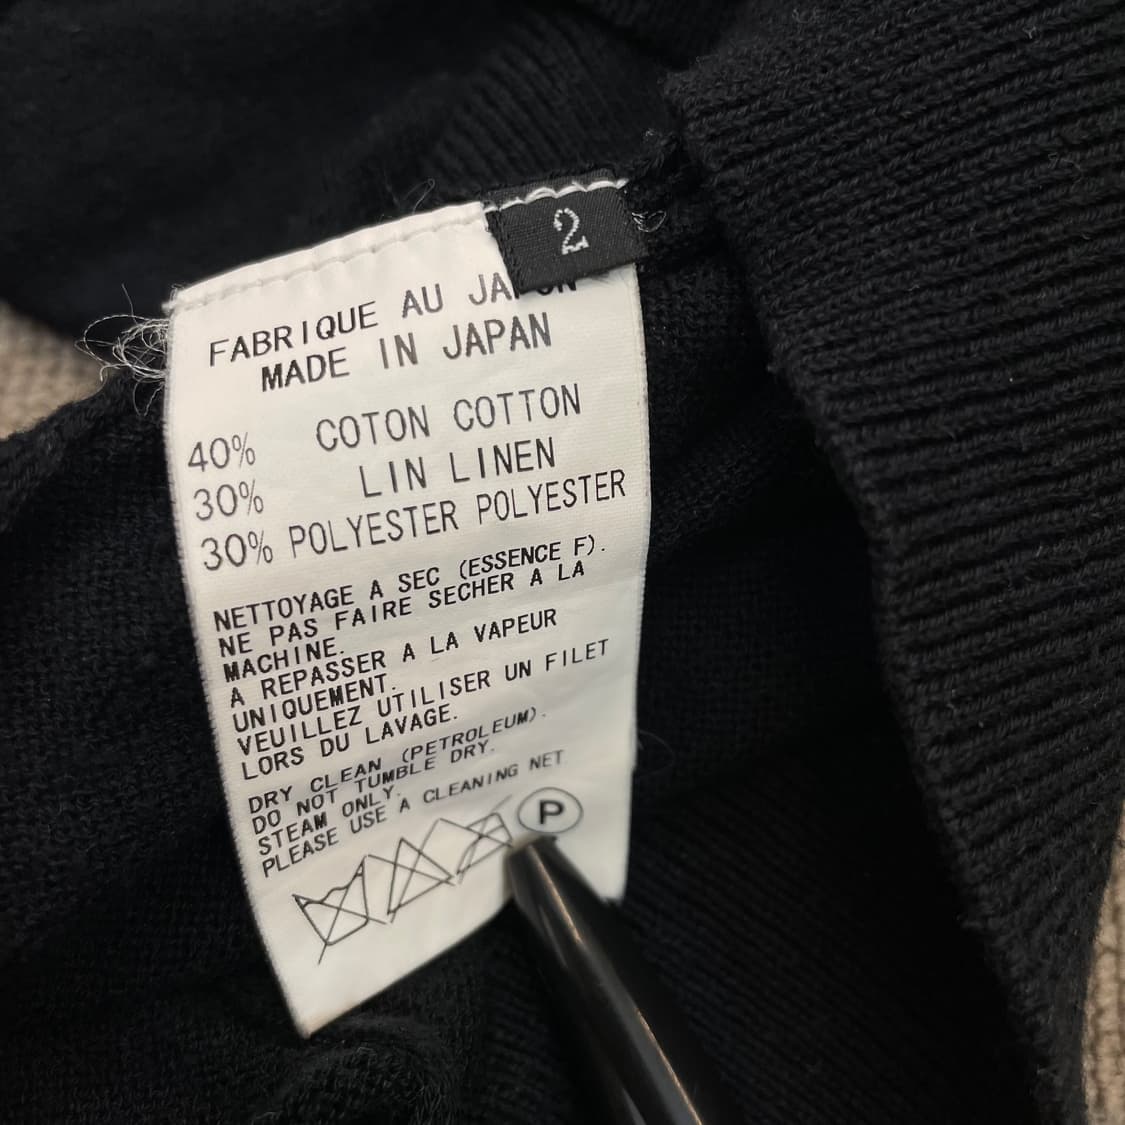 2
FABRIQUE AU JAPON
MADE IN JAPAN
40% COTON COTTON
30% LIN LINEN
30% POLYESTER POLYESTER
NETTOYAGE A SEC (ESSENCE F).
NE PAS FAIRE SECHER A LA
MACHINE.
A REPASSER A LA VAPEUR
UNIQUEMENT.
VEUILLEZ UTILISER UN FILET
LORS DU LAVAGE.
DRY CLEAN (PETROLEUM).
DO NOT TUMBLE DRY.
STEAM ONLY.
PLEASE USE A CLEANING NET
P